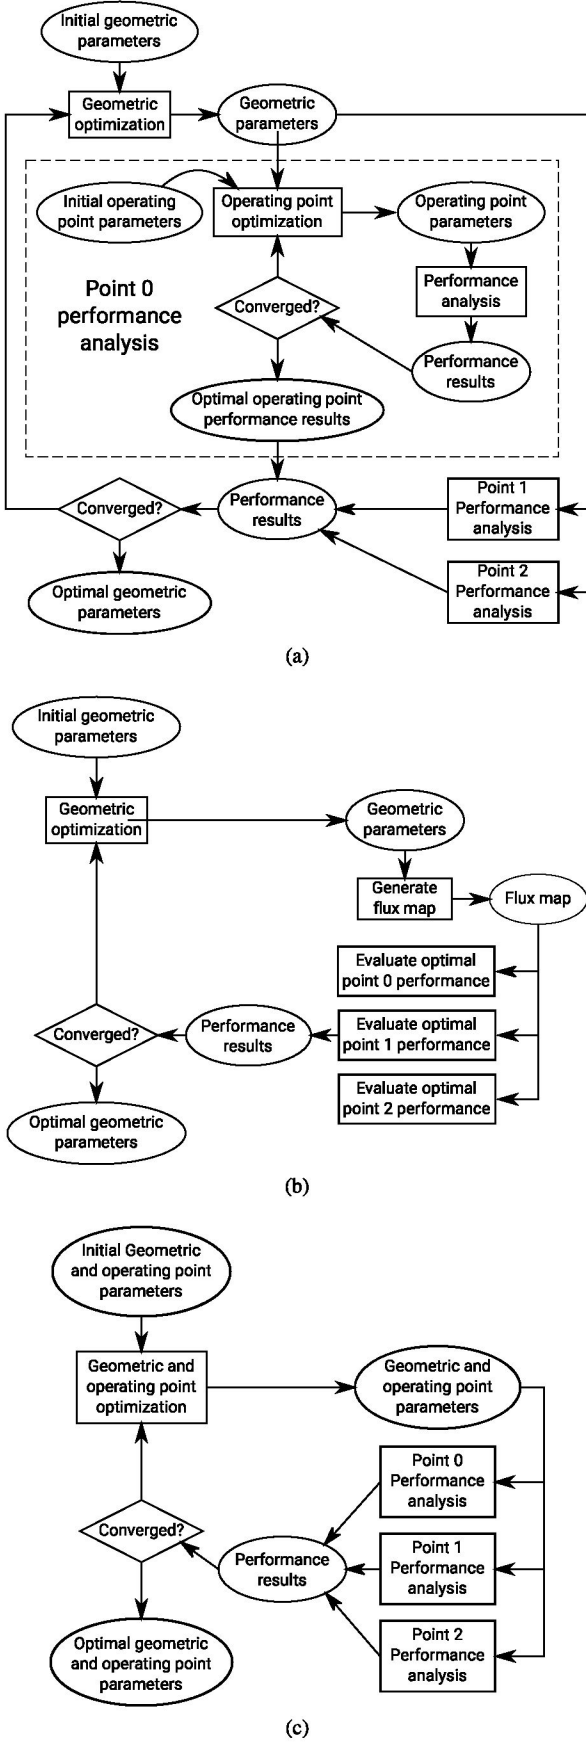 Initial geometric
parameters
Geometric
optimization
Geometric
parameters
Initial operating
point parameters
Operating point
optimization
Operating point
parameters
Point 0
performance
analysis
Performance
analysis
Converged?
Performance
results
Optimal operating point
performance results
Converged?
Performance
results
Point 1
Performance
analysis
Point 2
Performance
analysis
Optimal geometric
parameters
(a)
Initial geometric
parameters
Geometric
optimization
Geometric
parameters
Generate
flux map
Flux map
Evaluate optimal
point 0 performance
Converged?
Performance
results
Evaluate optimal
point 1 performance
Evaluate optimal
point 2 performance
Optimal geometric
parameters
(b)
Initial Geometric
and operating point
parameters
Geometric and
operating point
optimization
Geometric and
operating point
parameters
Point 0
Performance
analysis
Converged?
Performance
results
Point 1
Performance
analysis
Point 2
Performance
analysis
Optimal geometric
and operating point
parameters
(c)